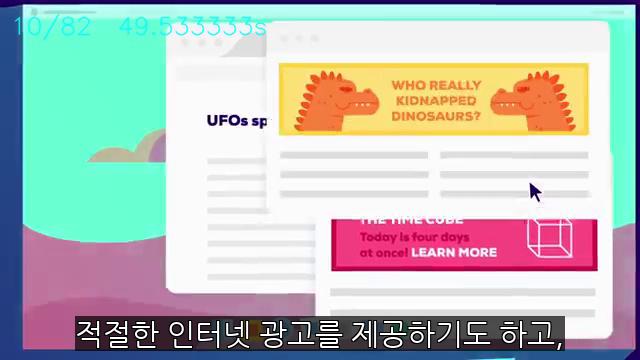 10/82 49.533333s
UFOs sp
WHO REALLY
KIDNAPPED
DINOSAURS?
THE TIME CUBE
Today is four days
at once! LEARN MORE
적절한 인터넷 광고를 제공하기도 하고,